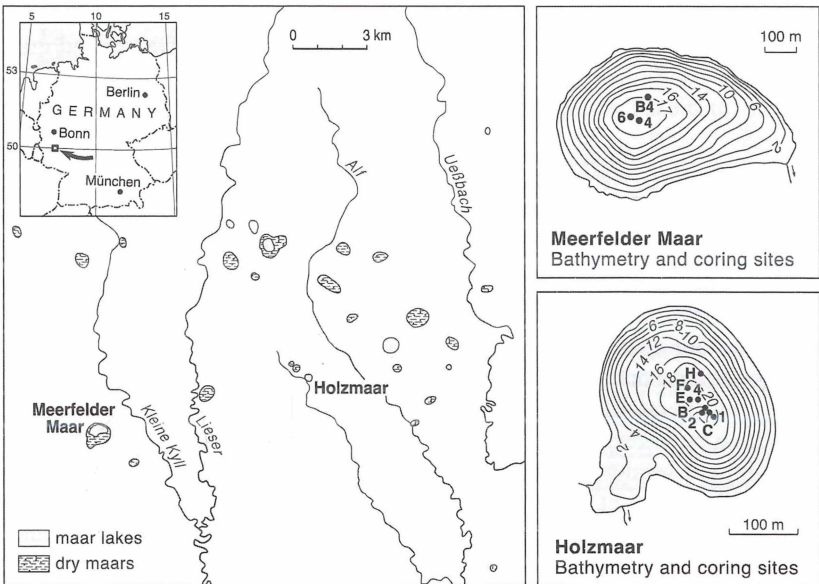 5 10 15
53
Berlin
GERMANY
Bonn
50
München
0 3 km
Alf
Ueßbach
Holzmaar
Meerfelder
Maar
Kleine Kyll
Lieser
maar lakes
dry maars
100 m
16 14 10 6
B4
17
6 4
2
Meerfelder Maar
Bathymetry and coring sites
6 8
12 10
14
16
18
H
F 4
E 20
B 1
2
C
2 4
100 m
Holzmaar
Bathymetry and coring sites